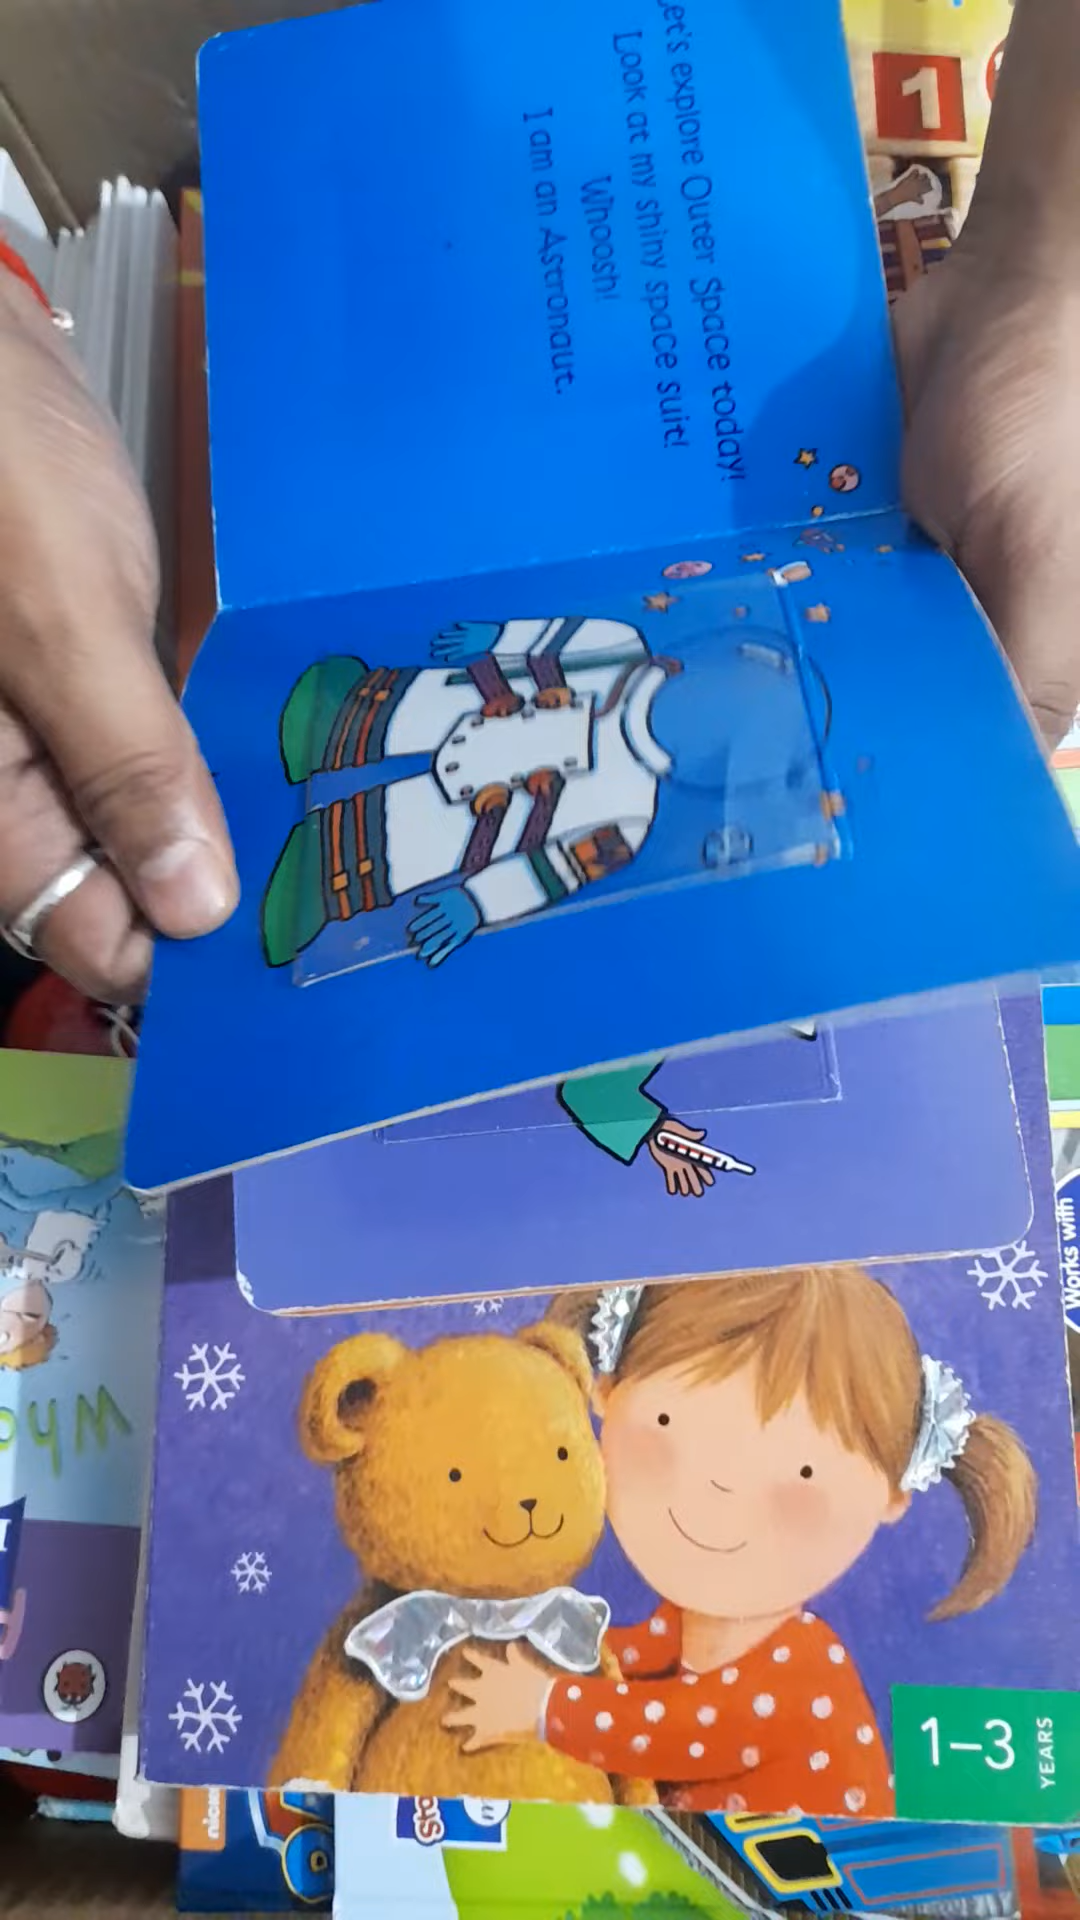 Let's explore Outer Space today!
Look at my shiny space suit!
Whoosh!
I am an Astronaut.
1
Works with
1-3
YEARS